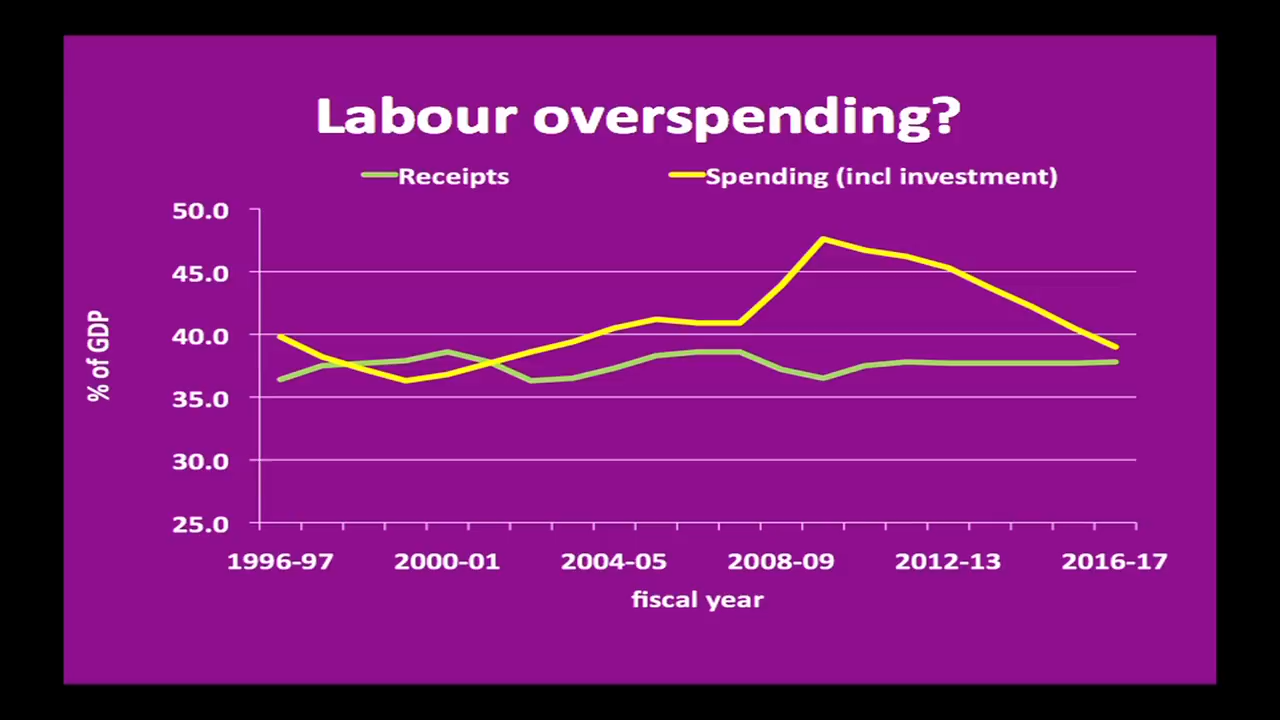 Labour overspending?
Receipts Spending (incl investment)
50.0
45.0
40.0
35.0
30.0
25.0
% of GDP
1996-97 2000-01 2004-05 2008-09 2012-13 2016-17
fiscal year